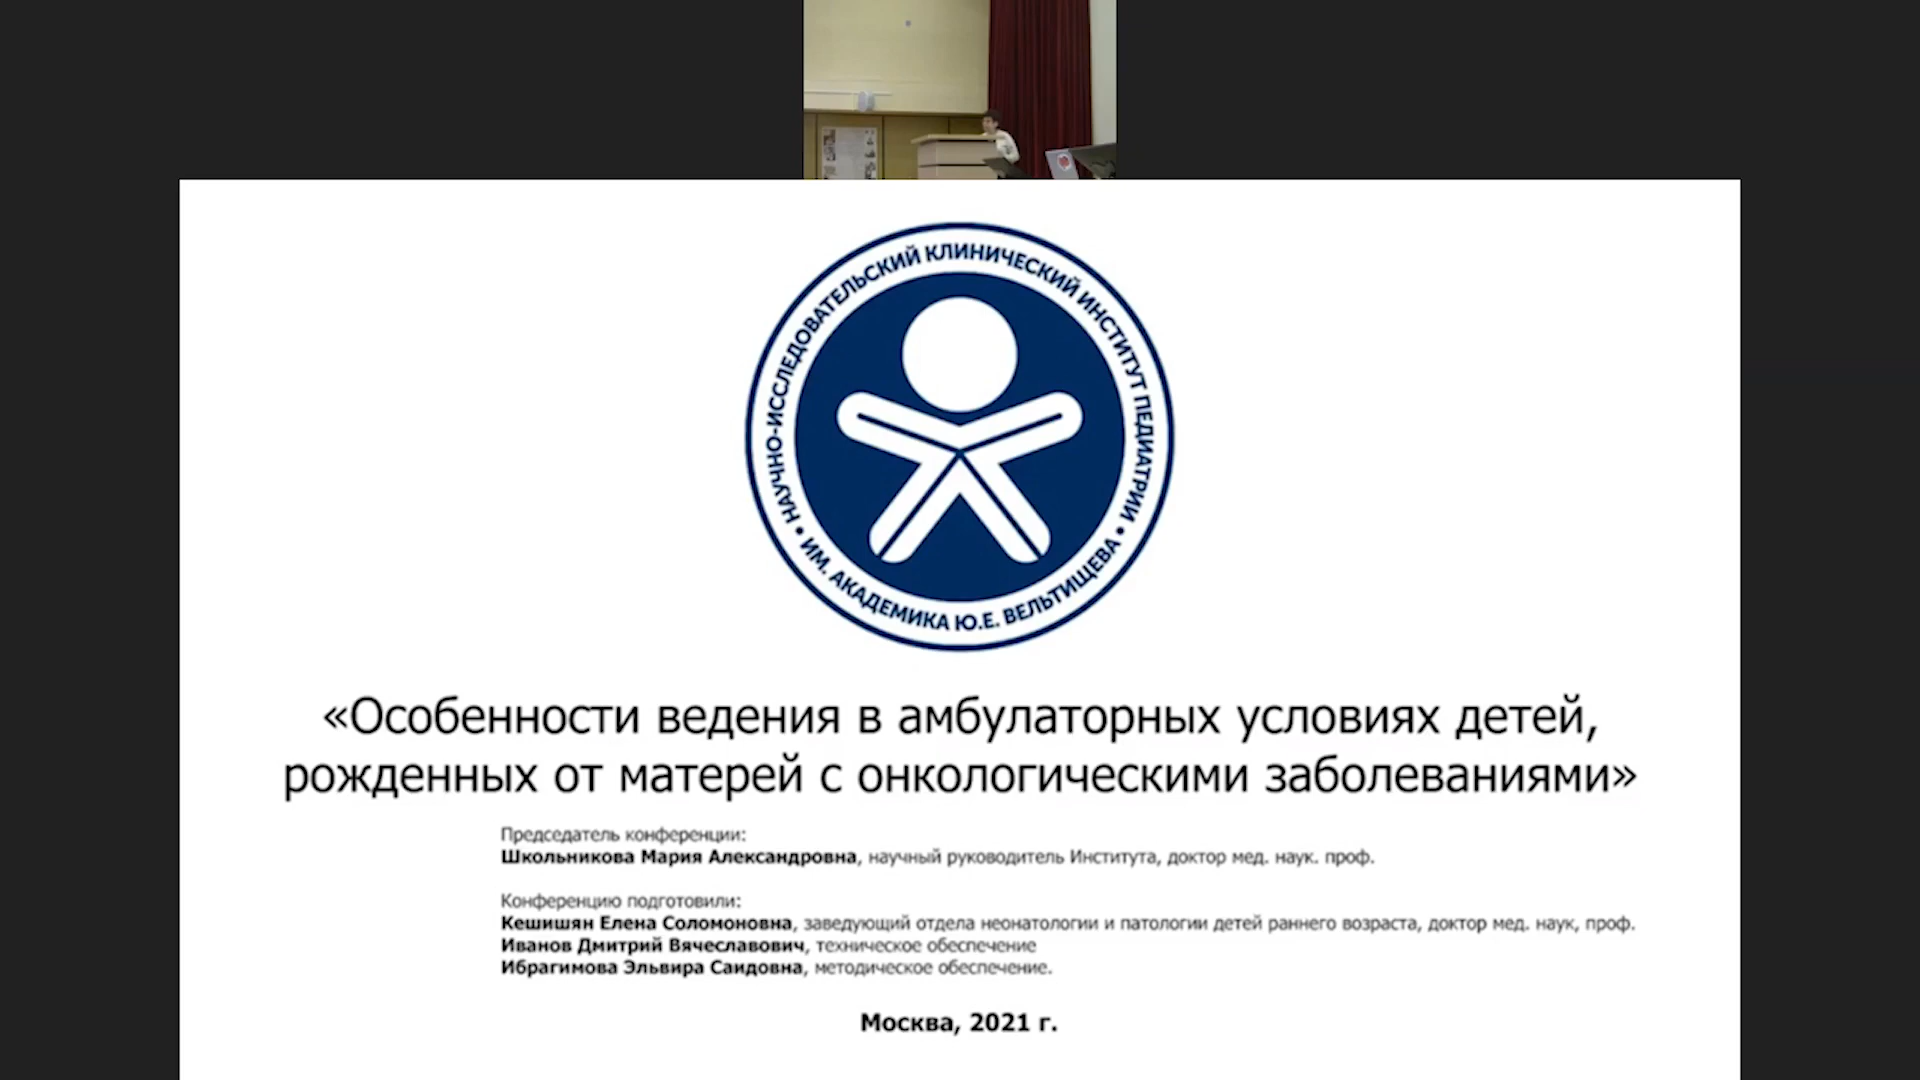 НАУЧНО-ИССЛЕДОВАТЕЛЬСКИЙ КЛИНИЧЕСКИЙ ИНСТИТУТ ПЕДИАТРИИ
• ИМ. АКАДЕМИКА Ю.Е. ВЕЛЬТИЩЕВА •
«Особенности ведения в амбулаторных условиях детей,
рожденных от матерей с онкологическими заболеваниями»
Председатель конференции:
Школьникова Мария Александровна, научный руководитель Института, доктор мед. наук. проф.
Конференцию подготовили:
Кешишян Елена Соломоновна, заведующий отдела неонатологии и патологии детей раннего возраста, доктор мед. наук, проф.
Иванов Дмитрий Вячеславович, техническое обеспечение
Ибрагимова Эльвира Саидовна, методическое обеспечение.
Москва, 2021 г.